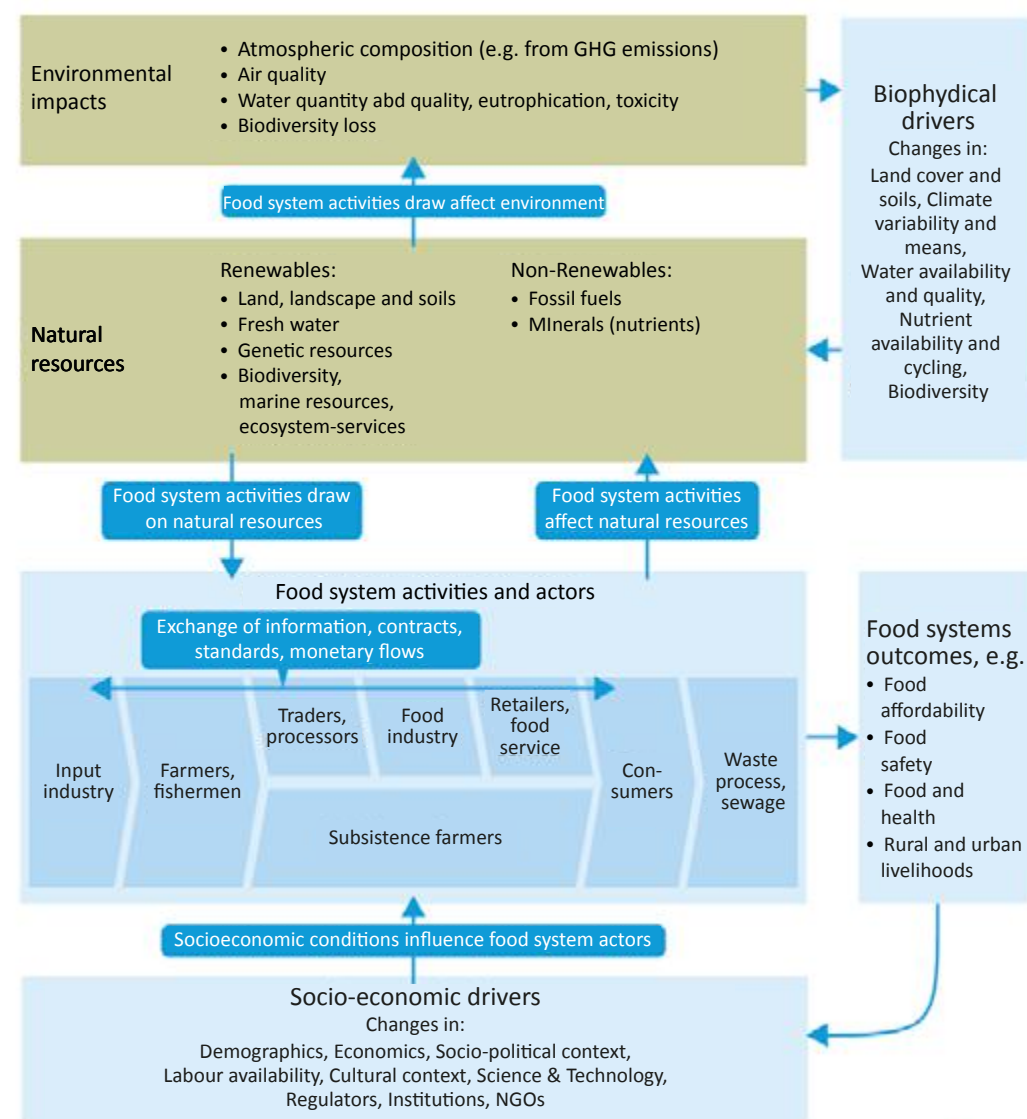 Environmental
impacts
• Atmospheric composition (e.g. from GHG emissions)
• Air quality
• Water quantity abd quality, eutrophication, toxicity
• Biodiversity loss
Biophydical
drivers
Changes in:
Land cover and
soils, Climate
variability and
means,
Water availability
and quality,
Nutrient
availability and
cycling,
Biodiversity
Food system activities draw affect environment
Natural
resources
Renewables:
• Land, landscape and soils
• Fresh water
• Genetic resources
• Biodiversity,
marine resources,
ecosystem-services
Non-Renewables:
• Fossil fuels
• MInerals (nutrients)
Food system activities draw
on natural resources
Food system activities
affect natural resources
Food system activities and actors
Exchange of information, contracts,
standards, monetary flows
Input
industry
Farmers,
fishermen
Traders,
processors
Food
industry
Retailers,
food
service
Subsistence farmers
Con-
sumers
Waste
process,
sewage
Food systems
outcomes, e.g.
• Food
affordability
• Food
safety
• Food and
health
• Rural and urban
livelihoods
Socioeconomic conditions influence food system actors
Socio-economic drivers
Changes in:
Demographics, Economics, Socio-political context,
Labour availability, Cultural context, Science & Technology,
Regulators, Institutions, NGOs